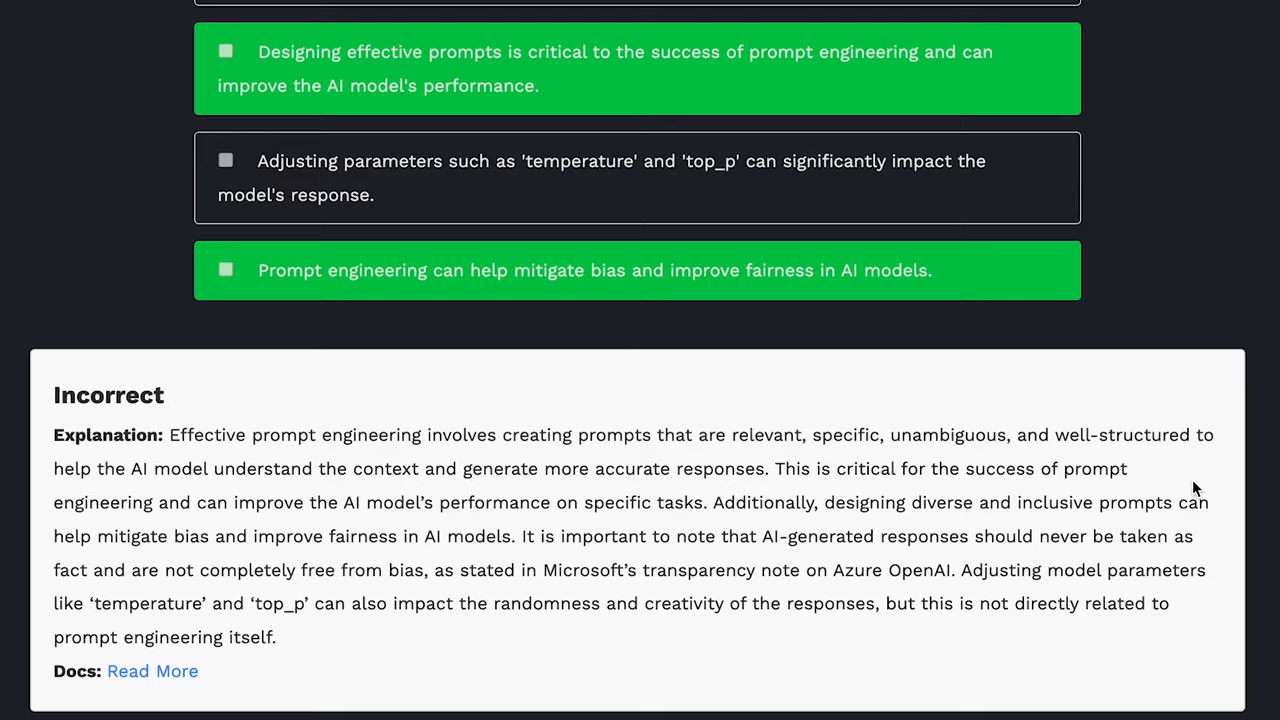 Designing effective prompts is critical to the success of prompt engineering and can
improve the AI model's performance.
Adjusting parameters such as 'temperature' and 'top_p' can significantly impact the
model's response.
Prompt engineering can help mitigate bias and improve fairness in AI models.
Incorrect
Explanation: Effective prompt engineering involves creating prompts that are relevant, specific, unambiguous, and well-structured to
help the AI model understand the context and generate more accurate responses. This is critical for the success of prompt
engineering and can improve the AI model’s performance on specific tasks. Additionally, designing diverse and inclusive prompts can
help mitigate bias and improve fairness in AI models. It is important to note that AI-generated responses should never be taken as
fact and are not completely free from bias, as stated in Microsoft’s transparency note on Azure OpenAI. Adjusting model parameters
like ‘temperature’ and ‘top_p’ can also impact the randomness and creativity of the responses, but this is not directly related to
prompt engineering itself.
Docs: Read More